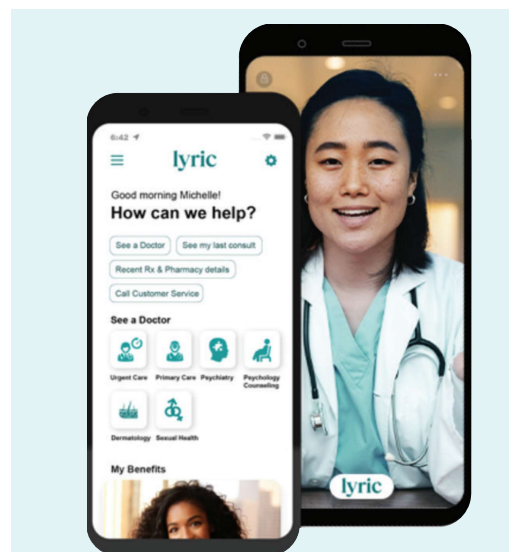 6:42
lyric
Good morning Michelle!
How can we help?
See a Doctor
See my last consult
Recent Rx & Pharmacy details
Call Customer Service
See a Doctor
Urgent Care
Primary Care
Psychiatry
Psychology
Counseling
Dermatology
Sexual Health
My Benefits
lyric